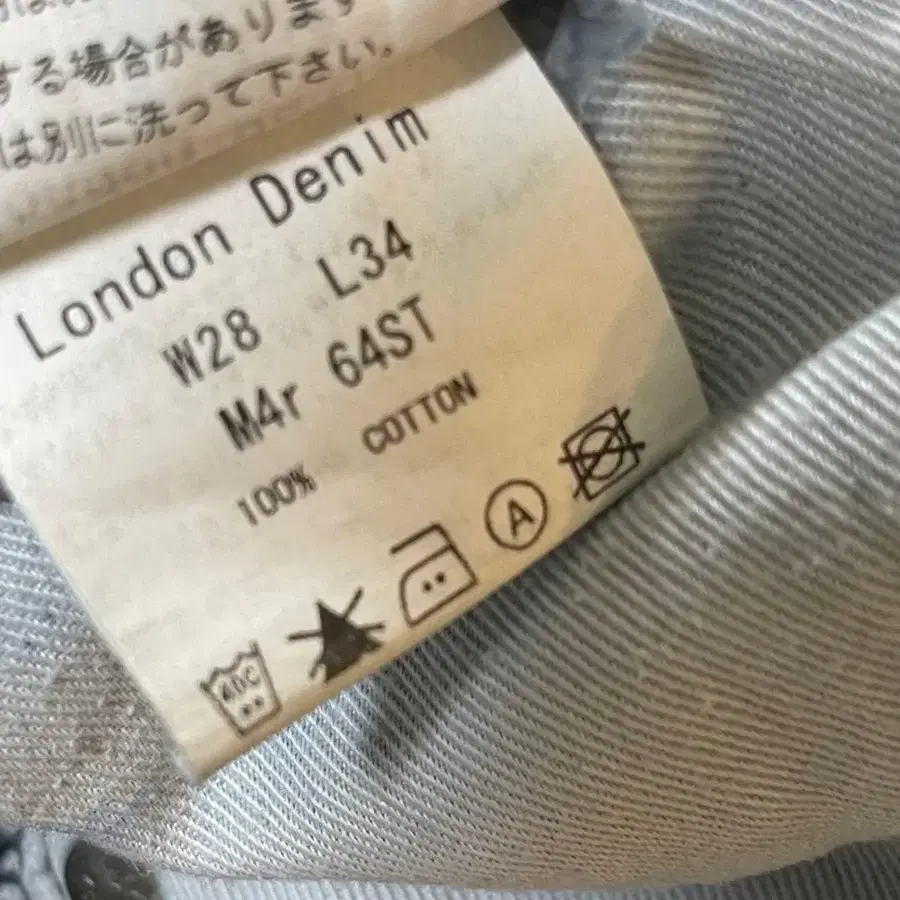 する場合があります
は別に洗って下さい。
London Denim
W28 L34
M4r 64ST
100% COTTON
40C
A